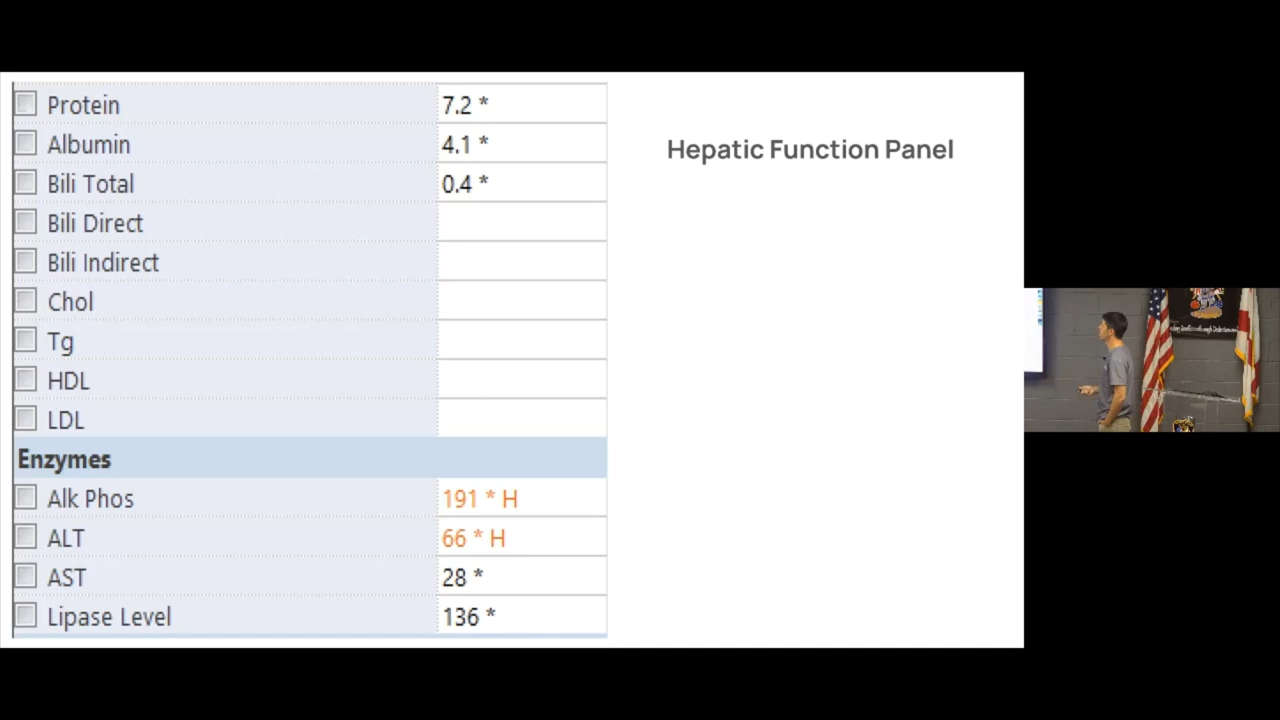 Protein 7.2 *
Albumin 4.1 *
Bili Total 0.4 *
Bili Direct
Bili Indirect
Chol
Tg
HDL
LDL
Enzymes
Alk Phos 191 * H
ALT 66 * H
AST 28 *
Lipase Level 136 *
Hepatic Function Panel